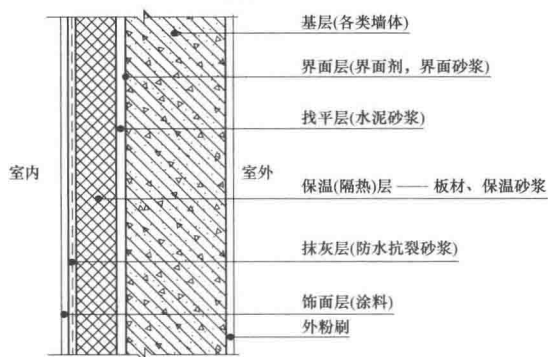 基层(各类墙体)
界面层(界面剂，界面砂浆)
找平层(水泥砂浆)
室内
室外
保温(隔热)层 —— 板材、保温砂浆
抹灰层(防水抗裂砂浆)
饰面层(涂料)
外粉刷